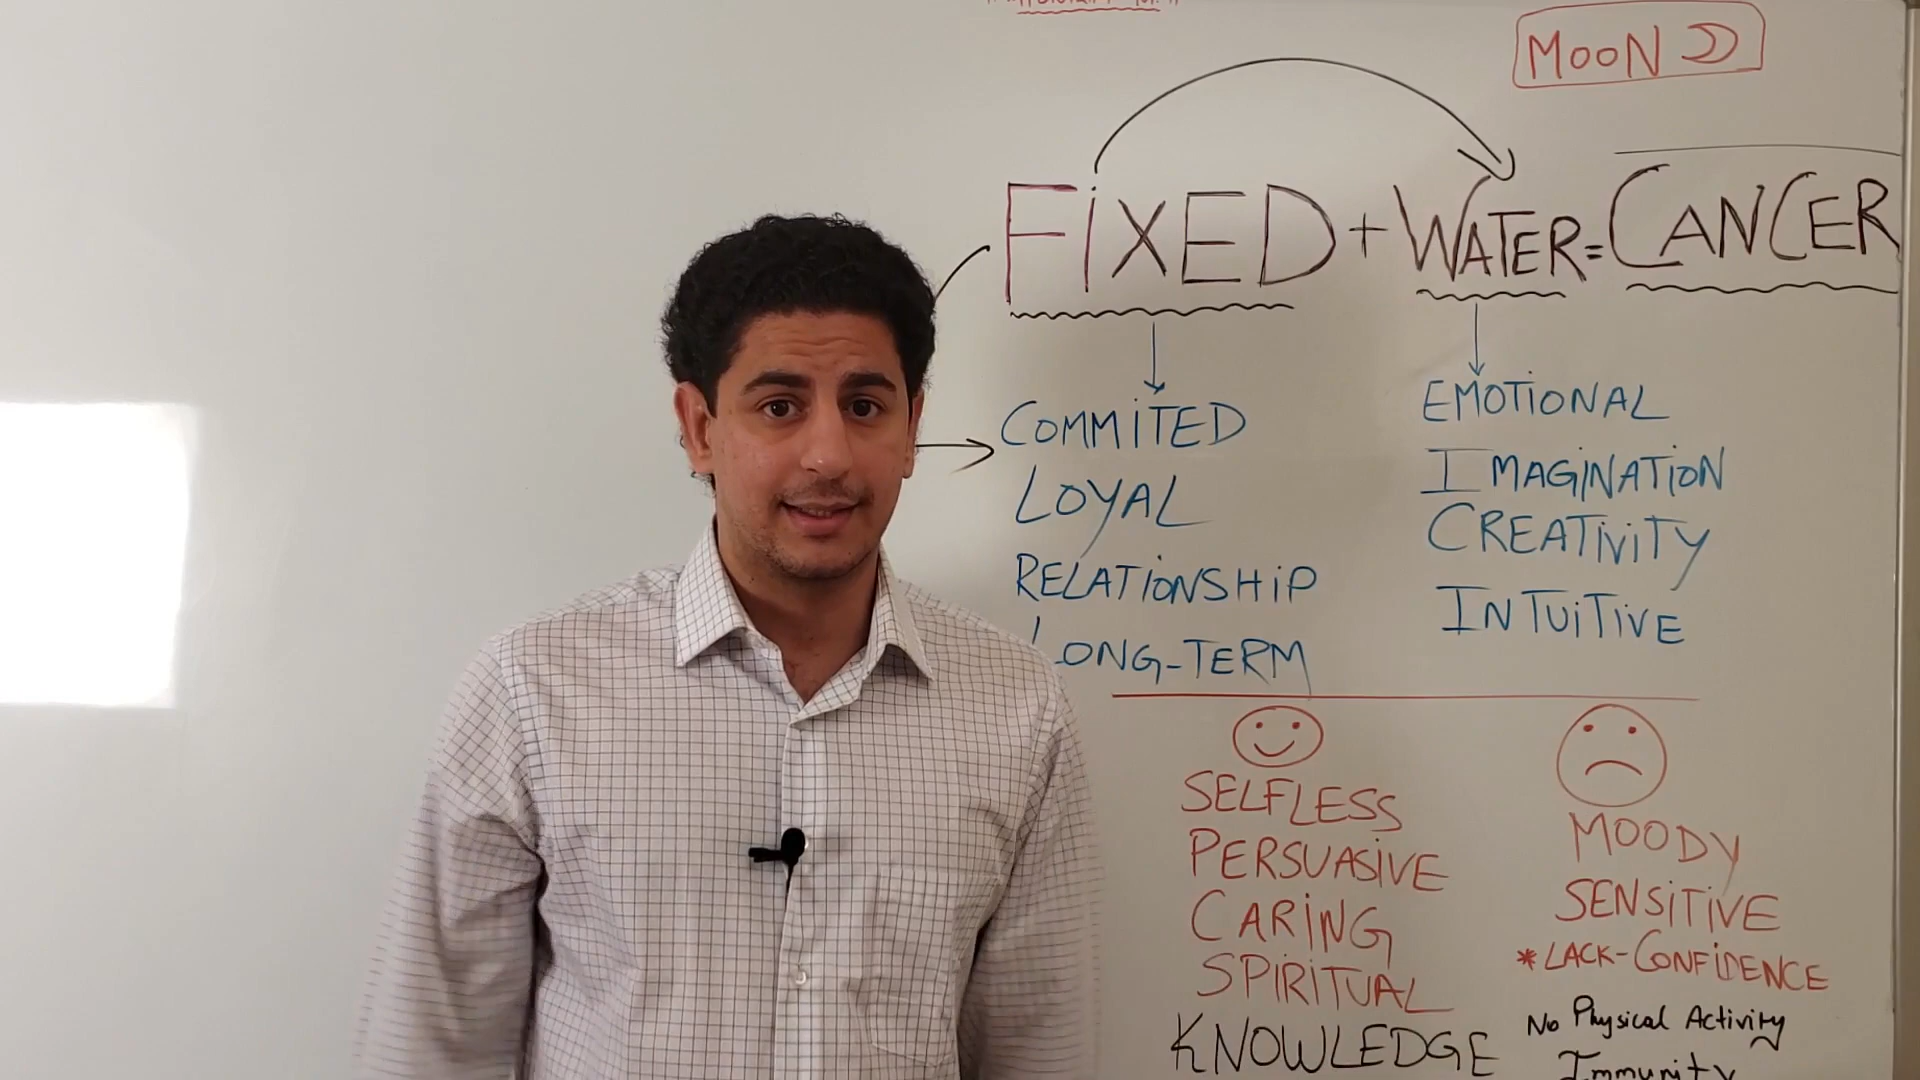 MOON
FIXED + WATER = CANCER
COMMITED
LOYAL
RELATIONSHIP
LONG-TERM
EMOTIONAL
IMAGINATION
CREATIVITY
INTUITIVE
SELFLESS
PERSUASIVE
CARING
SPIRITUAL
KNOWLEDGE
MOODY
SENSITIVE
*LACK-CONFIDENCE
No Physical Activity
Immunity